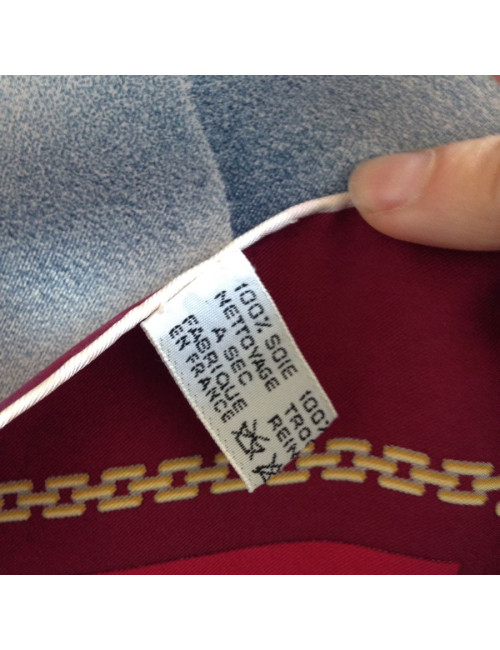 100% SOIE
NETTOYAGE
A SEC
FABRIQUE
EN FRANCE
100%
TRO
REIN